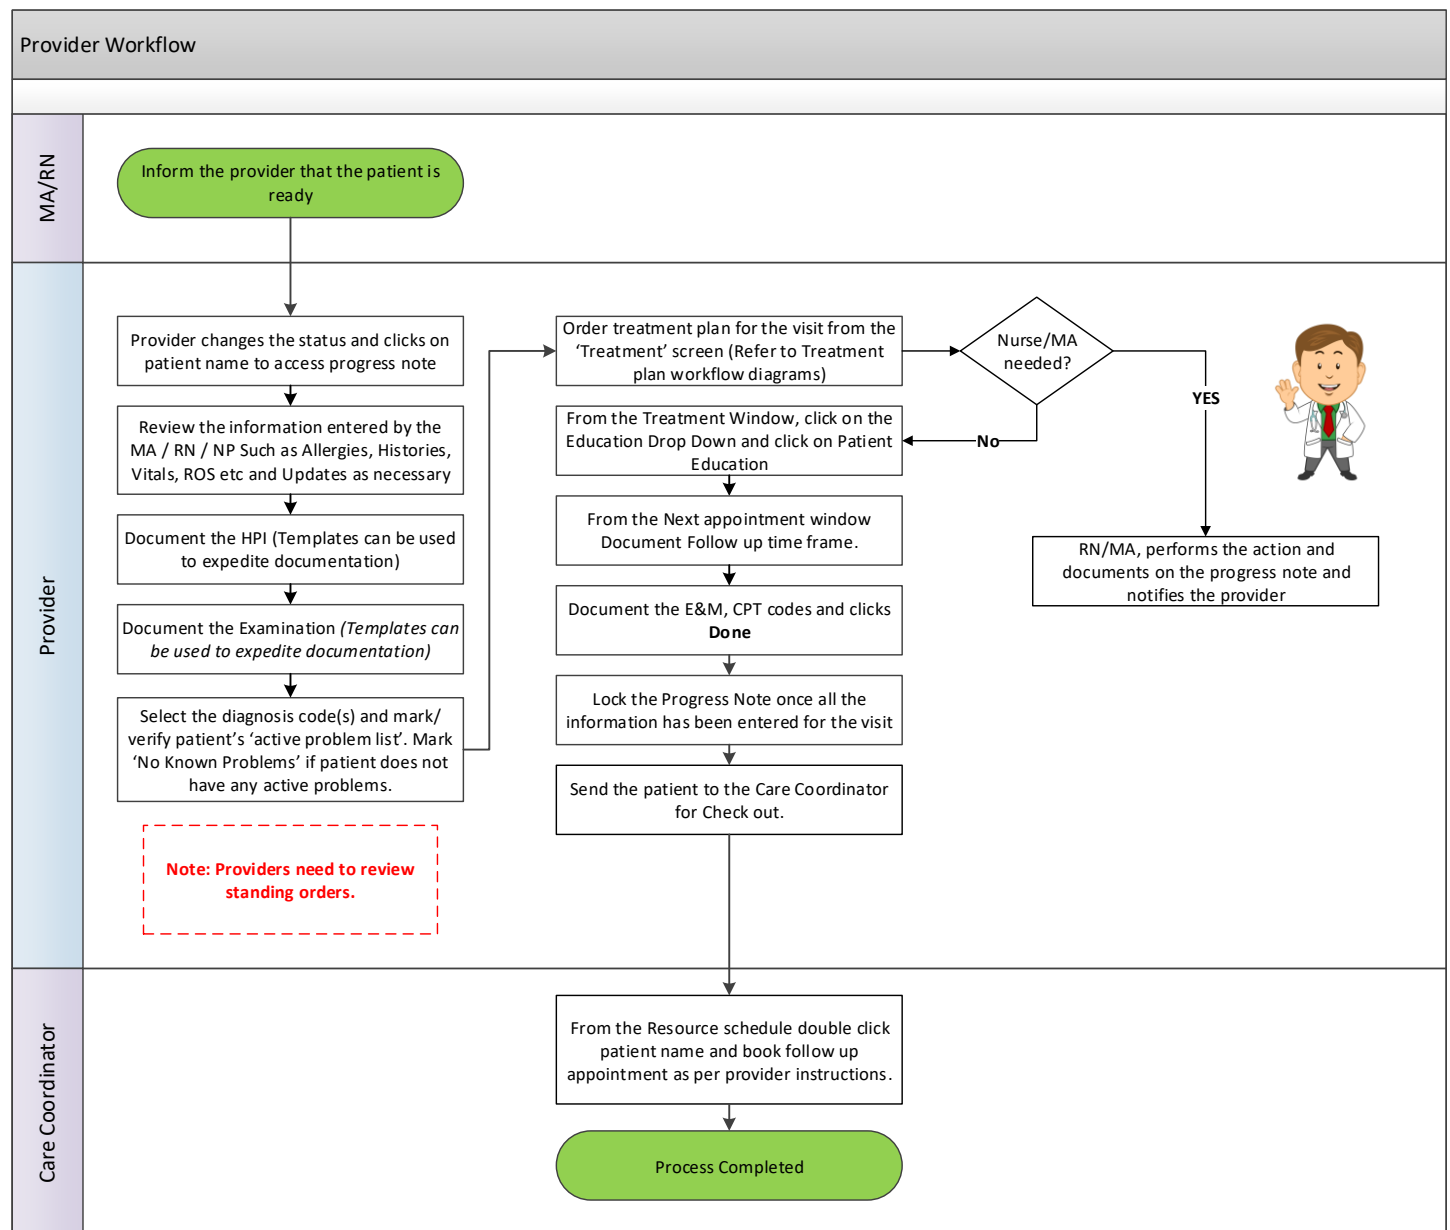 Provider Workflow
MA/RN
Inform the provider that the patient is
ready
Provider
Provider changes the status and clicks on
patient name to access progress note
Review the information entered by the
MA / RN / NP Such as Allergies, Histories,
Vitals, ROS etc and Updates as necessary
Document the HPI (Templates can be used
to expedite documentation)
Document the Examination (Templates can
be used to expedite documentation)
Select the diagnosis code(s) and mark/
verify patient's 'active problem list'. Mark
'No Known Problems' if patient does not
have any active problems.
Note: Providers need to review
standing orders.
Order treatment plan for the visit from the
'Treatment' screen (Refer to Treatment
plan workflow diagrams)
Nurse/MA
needed?
YES
No
From the Treatment Window, click on the
Education Drop Down and click on Patient
Education
From the Next appointment window
Document Follow up time frame.
Document the E&M, CPT codes and clicks
Done
Lock the Progress Note once all the
information has been entered for the visit
Send the patient to the Care Coordinator
for Check out.
RN/MA, performs the action and
documents on the progress note and
notifies the provider
Care Coordinator
From the Resource schedule double click
patient name and book follow up
appointment as per provider instructions.
Process Completed